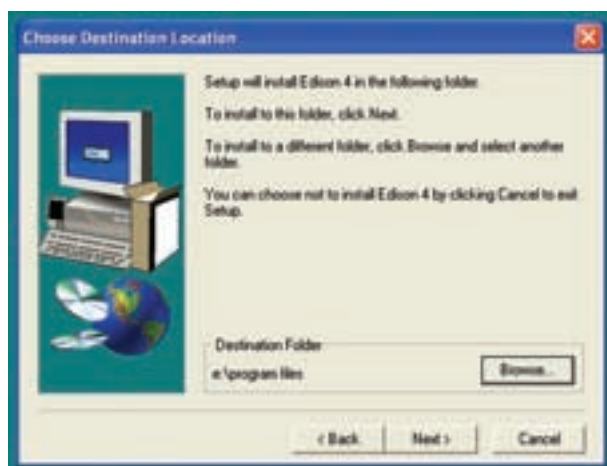 Choose Destination Location
Setup will install Edison 4 in the following folder.
To install to this folder, click Next.
To install to a different folder, click Browse and select another
folder.
You can choose not to install Edison 4 by clicking Cancel to exit
Setup.
Destination Folder
e:\program files
Browse...
< Back
Next >
Cancel